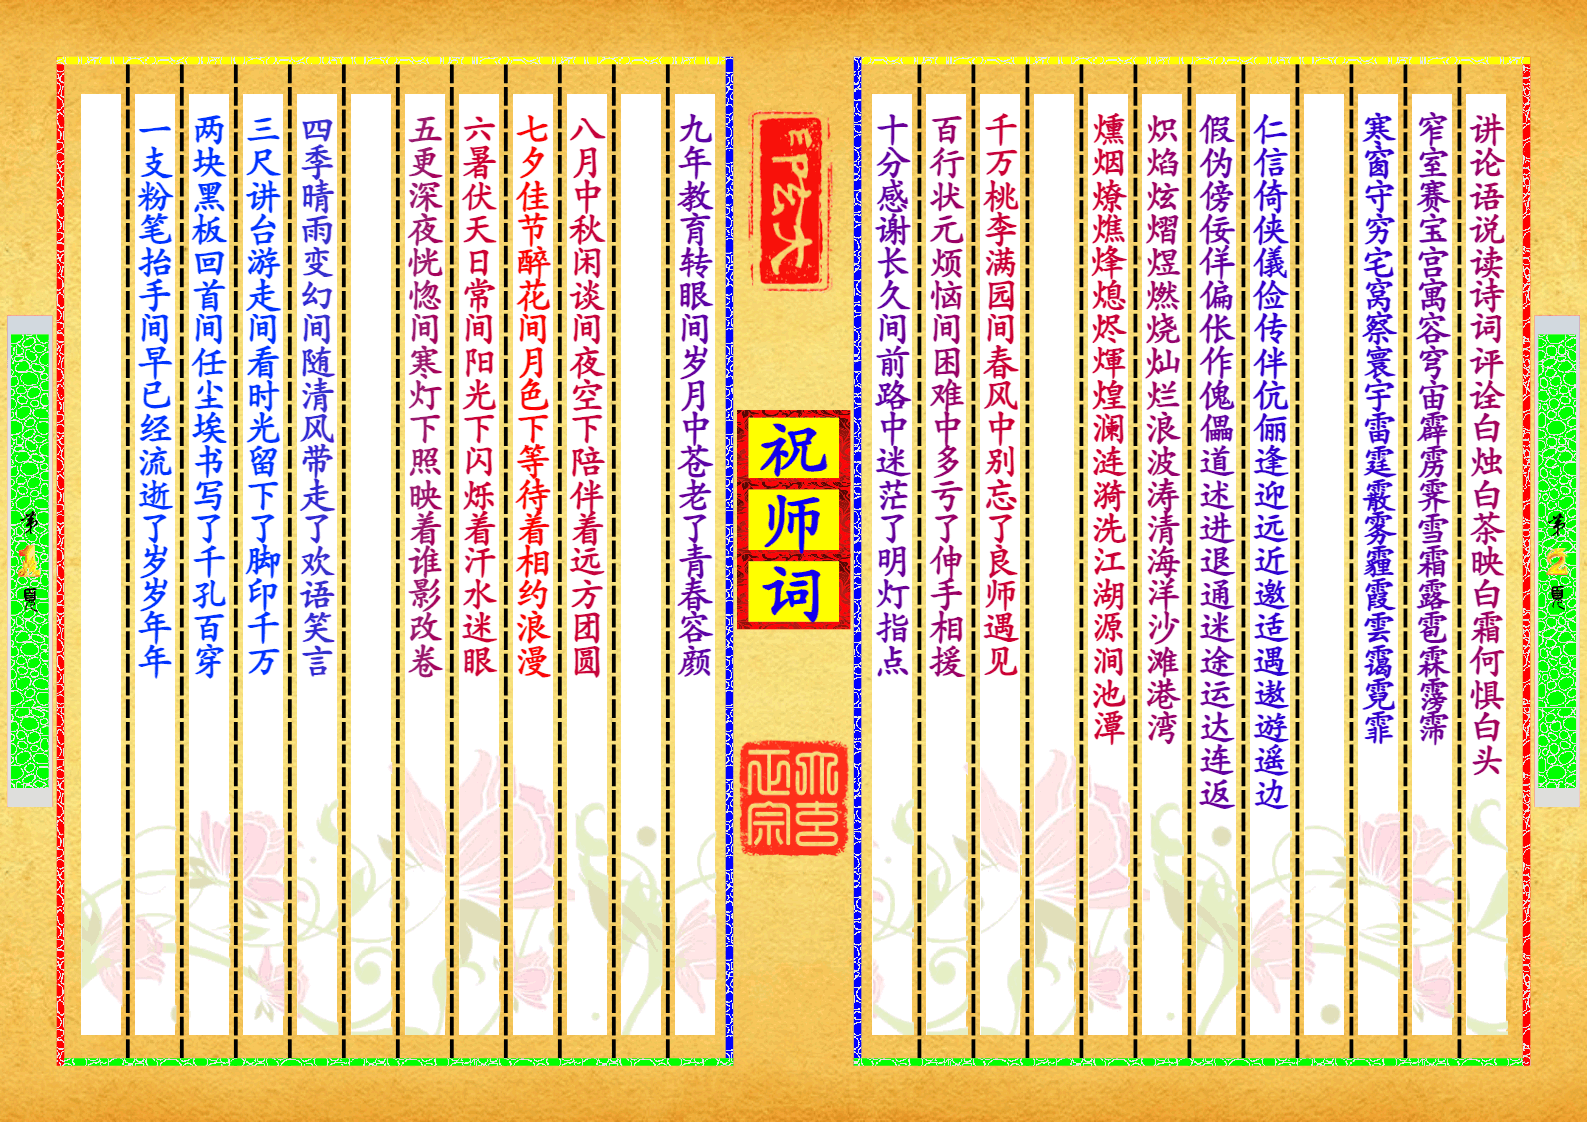 第1頁
一支粉笔抬手间早已经流逝了岁岁年年
两块黑板回首间任尘埃书写了千孔百穿
三尺讲台游走间看时光留下了脚印千万
四季晴雨变幻间随清风带走了欢语笑言
五更深夜恍惚间寒灯下照映着谁影改卷
六暑伏天日常间阳光下闪烁着汗水迷眼
七夕佳节醉花间月色下等待着相约浪漫
八月中秋闲谈间夜空下陪伴着远方团圆
九年教育转眼间岁月中苍老了青春容颜
祝师词
十分感谢长久间前路中迷茫了明灯指点
百行状元烦恼间困难中多亏了伸手相援
千万桃李满园间春风中别忘了良师遇见
燻烟燎燋烽熄烬煇煌澜涟漪洗江湖源涧池潭
炽焰炫熠煜燃烧灿烂浪波涛清海洋沙滩港湾
假伪傍佞佯偏伥作傀儡道述进退通迷途运达连返
仁信倚侠儀俭传伴伉俪逢迎远近邀适遇遨遊遥边
寒窗守穷宅窝察寰宇雷霆霰雾霾霞雲霭霓霏
窄室赛宝宫寓容穹宙霹雳霁雪霜露雹霖霶霈
讲论语说读诗词评诠白烛白茶映白霜何惧白头
第2頁